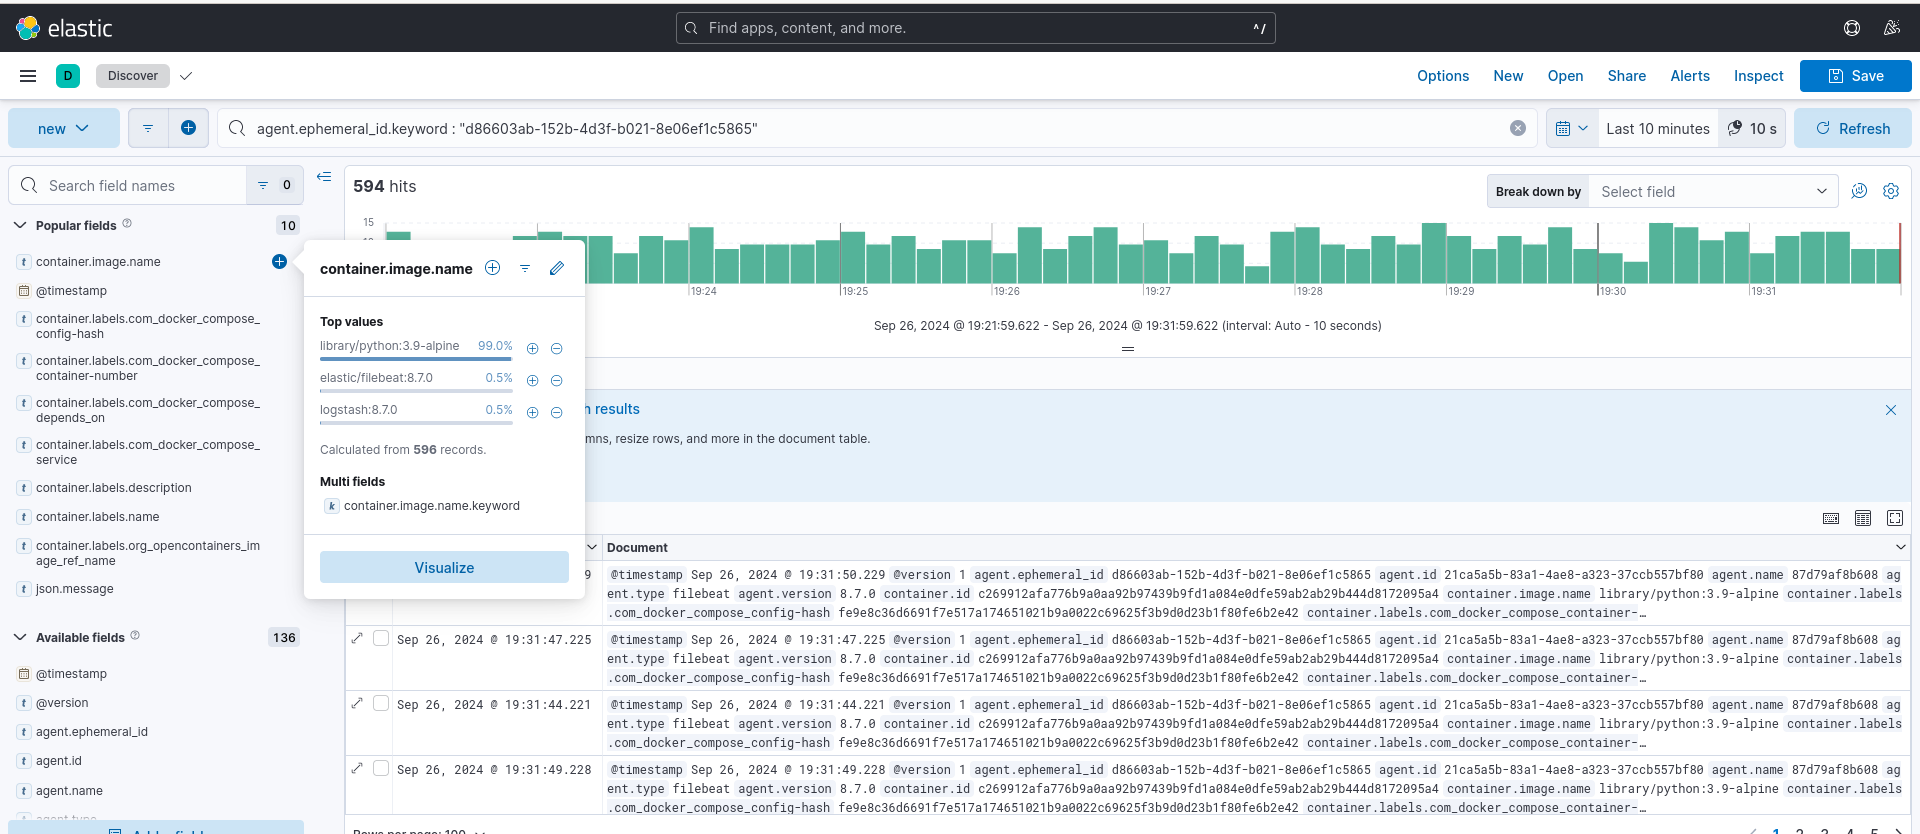 elastic
Find apps, content, and more.
^/
D
Discover
Options
New
Open
Share
Alerts
Inspect
Save
new
agent.ephemeral_id.keyword : "d86603ab-152b-4d3f-b021-8e06ef1c5865"
Last 10 minutes
10 s
Refresh
Search field names
0
Popular fields
10
container.image.name
@timestamp
container.labels.com_docker_compose_
config-hash
container.labels.com_docker_compose_
container-number
container.labels.com_docker_compose_
depends_on
container.labels.com_docker_compose_
service
container.labels.description
container.labels.name
container.labels.org_opencontainers_im
age_ref_name
json.message
Available fields
136
@timestamp
@version
agent.ephemeral_id
agent.id
agent.name
container.image.name
Top values
library/python:3.9-alpine 99.0%
elastic/filebeat:8.7.0 0.5%
logstash:8.7.0 0.5%
Calculated from 596 records.
Multi fields
k container.image.name.keyword
Visualize
594 hits
Break down by
Select field
15
19:24 19:25 19:26 19:27 19:28 19:29 19:30 19:31
Sep 26, 2024 @ 19:21:59.622 - Sep 26, 2024 @ 19:31:59.622 (interval: Auto - 10 seconds)
results
mns, resize rows, and more in the document table.
Document
9
@timestamp Sep 26, 2024 @ 19:31:50.229 @version 1 agent.ephemeral_id d86603ab-152b-4d3f-b021-8e06ef1c5865 agent.id 21ca5a5b-83a1-4ae8-a323-37ccb557bf80 agent.name 87d79af8b608 ag
ent.type filebeat agent.version 8.7.0 container.id c269912afa776b9a0aa92b97439b9fd1a084e0dfe59ab2ab29b444d8172095a4 container.image.name library/python:3.9-alpine container.labels
.com_docker_compose_config-hash fe9e8c36d6691f7e517a174651021b9a0022c69625f3b9d0d23b1f80fe6b2e42 container.labels.com_docker_compose_container-…
Sep 26, 2024 @ 19:31:47.225
@timestamp Sep 26, 2024 @ 19:31:47.225 @version 1 agent.ephemeral_id d86603ab-152b-4d3f-b021-8e06ef1c5865 agent.id 21ca5a5b-83a1-4ae8-a323-37ccb557bf80 agent.name 87d79af8b608 ag
ent.type filebeat agent.version 8.7.0 container.id c269912afa776b9a0aa92b97439b9fd1a084e0dfe59ab2ab29b444d8172095a4 container.image.name library/python:3.9-alpine container.labels
.com_docker_compose_config-hash fe9e8c36d6691f7e517a174651021b9a0022c69625f3b9d0d23b1f80fe6b2e42 container.labels.com_docker_compose_container-…
Sep 26, 2024 @ 19:31:44.221
@timestamp Sep 26, 2024 @ 19:31:44.221 @version 1 agent.ephemeral_id d86603ab-152b-4d3f-b021-8e06ef1c5865 agent.id 21ca5a5b-83a1-4ae8-a323-37ccb557bf80 agent.name 87d79af8b608 ag
ent.type filebeat agent.version 8.7.0 container.id c269912afa776b9a0aa92b97439b9fd1a084e0dfe59ab2ab29b444d8172095a4 container.image.name library/python:3.9-alpine container.labels
.com_docker_compose_config-hash fe9e8c36d6691f7e517a174651021b9a0022c69625f3b9d0d23b1f80fe6b2e42 container.labels.com_docker_compose_container-…
Sep 26, 2024 @ 19:31:49.228
@timestamp Sep 26, 2024 @ 19:31:49.228 @version 1 agent.ephemeral_id d86603ab-152b-4d3f-b021-8e06ef1c5865 agent.id 21ca5a5b-83a1-4ae8-a323-37ccb557bf80 agent.name 87d79af8b608 ag
ent.type filebeat agent.version 8.7.0 container.id c269912afa776b9a0aa92b97439b9fd1a084e0dfe59ab2ab29b444d8172095a4 container.image.name library/python:3.9-alpine container.labels
.com_docker_compose_config-hash fe9e8c36d6691f7e517a174651021b9a0022c69625f3b9d0d23b1f80fe6b2e42 container.labels.com_docker_compose_container-…
Rows per page: 100
1 2 3 4 5